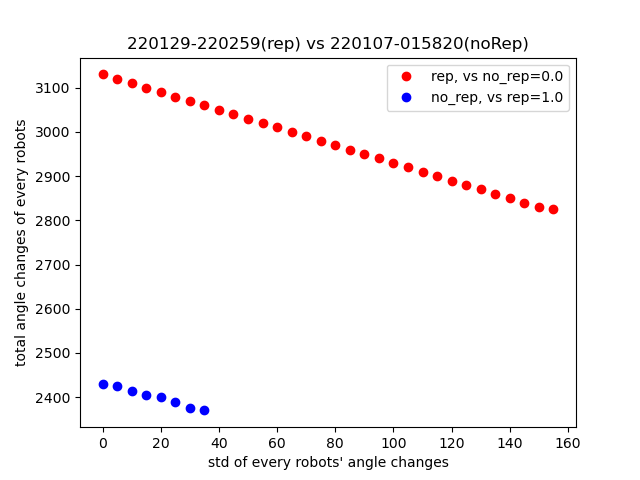 220129-220259(rep) vs 220107-015820(noRep)
rep, vs no_rep=0.0
no_rep, vs rep=1.0
total angle changes of every robots
3100
3000
2900
2800
2700
2600
2500
2400
0 20 40 60 80 100 120 140 160
std of every robots' angle changes